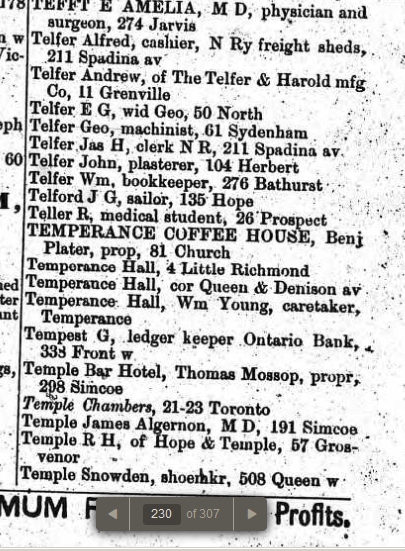 178 TEFFT E AMELIA, M D, physician and
surgeon, 274 Jarvis
n w Telfer Alfred, cashier, N Ry freight sheds,
Vic- 211 Spadina av
Telfer Andrew, of The Telfer & Harold mfg
Co, 11 Grenville
Telfer E G, wid Geo, 50 North
eph Telfer Geo, machinist, 61 Sydenham
Telfer Jas H, clerk N R, 211 Spadina av
60 Telfer John, plasterer, 104 Herbert
Telfer Wm, bookkeeper, 276 Bathurst
Telford J G, sailor, 135 Hope
Teller R, medical student, 26 Prospect
TEMPERANCE COFFEE HOUSE, Benj
Plater, prop, 81 Church
Temperance Hall, 4 Little Richmond
Temperance Hall, cor Queen & Denison av
ter Temperance Hall, Wm Young, caretaker,
Temperance
Tempest G, ledger keeper Ontario Bank,
338 Front w
gs, Temple Bar Hotel, Thomas Mossop, propr,
298 Simcoe
Temple Chambers, 21-23 Toronto
Temple James Algernon, M D, 191 Simcoe
Temple R H, of Hope & Temple, 57 Gros-
venor
Temple Snowden, shoemkr, 508 Queen w
MUM F Profits.
230 of 307